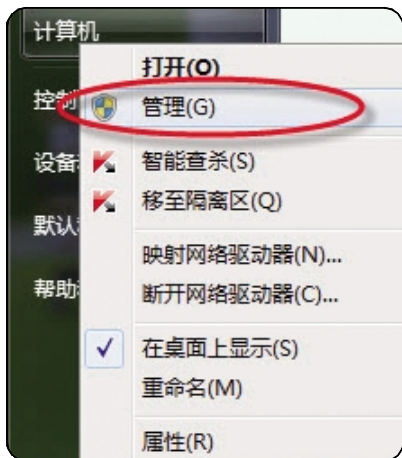 计算机
打开(O)
控制
管理(G)
设备
智能查杀(S)
移至隔离区(Q)
默认
映射网络驱动器(N)...
帮助
断开网络驱动器(C)...
在桌面上显示(S)
重命名(M)
属性(R)